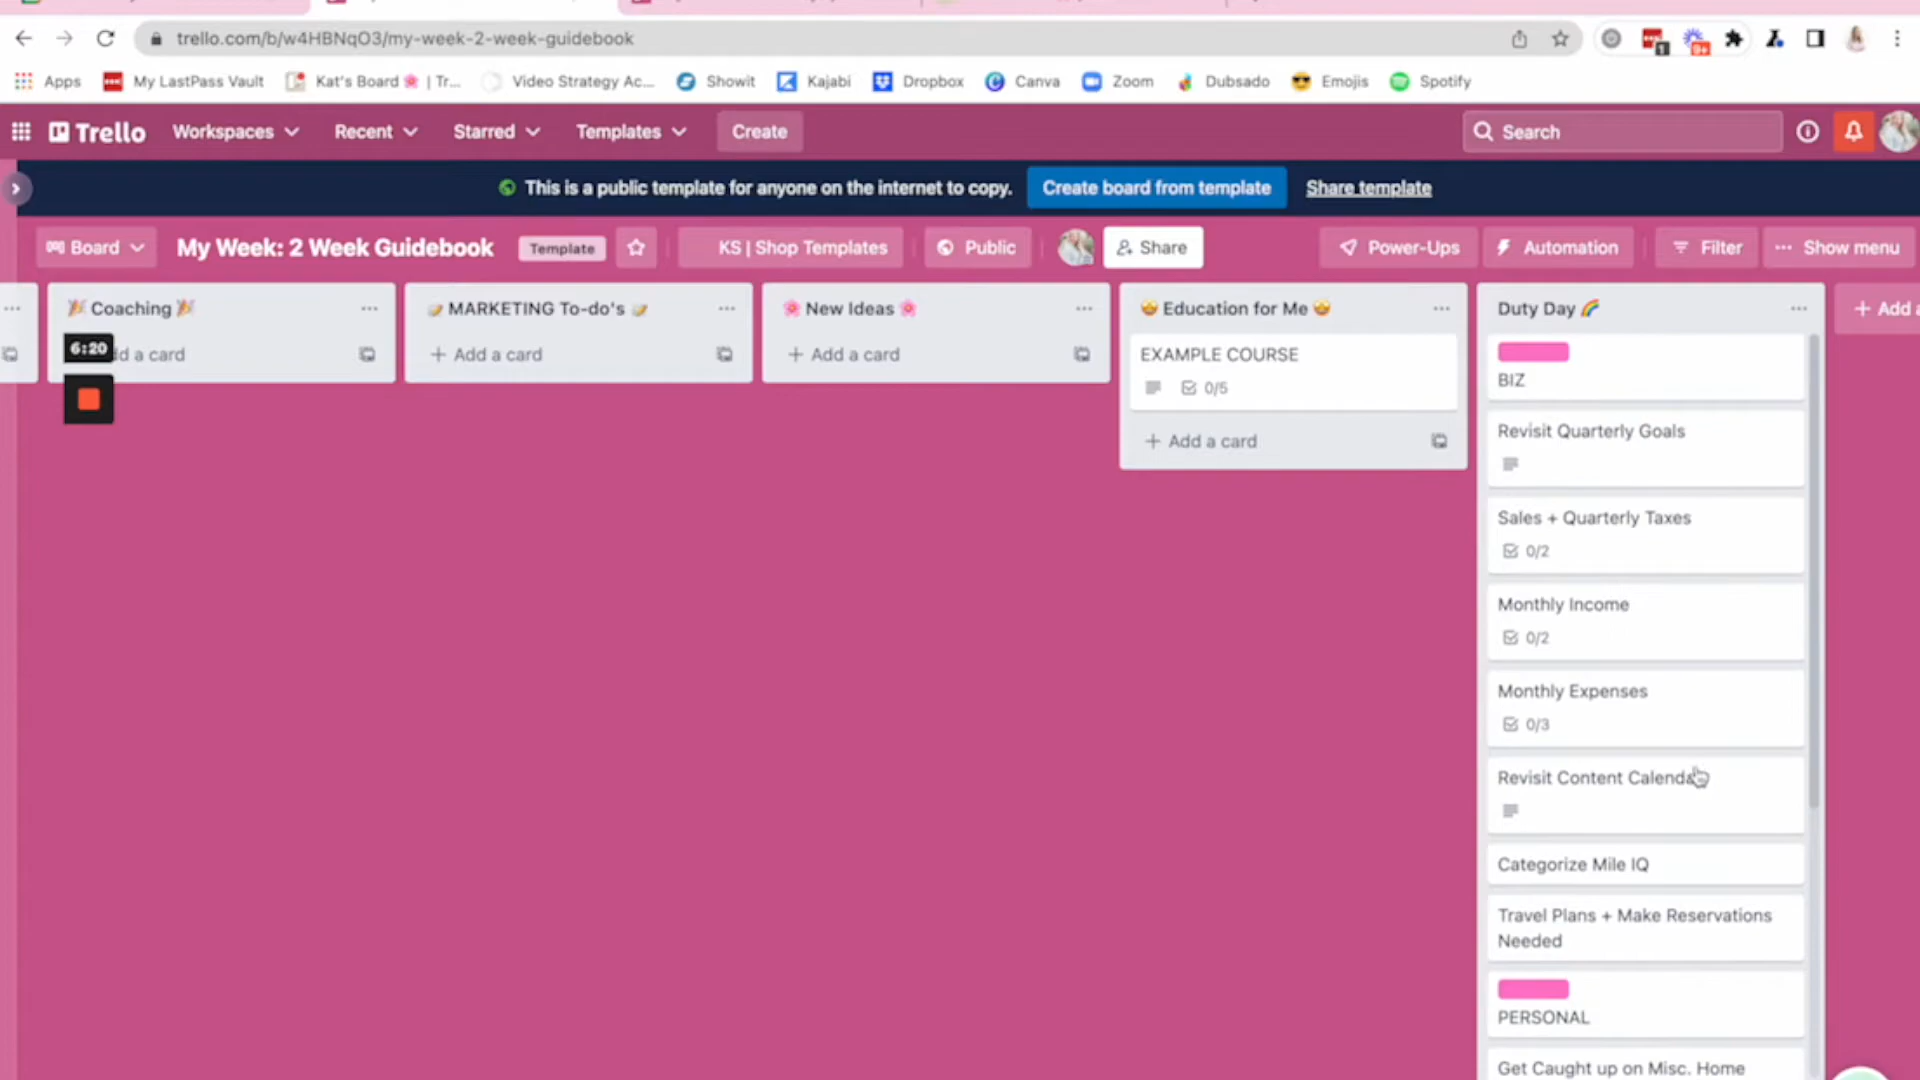 trello.com/b/w4HBNqO3/my-week-2-week-guidebook
1
9+
Apps
My LastPass Vault
Kat's Board 🌸 | Tr...
Video Strategy Ac...
Showit
Kajabi
Dropbox
Canva
Zoom
Dubsado
Emojis
Spotify
Trello
Workspaces
Recent
Starred
Templates
Create
Search
This is a public template for anyone on the internet to copy.
Create board from template
Share template
Board
My Week: 2 Week Guidebook
Template
KS | Shop Templates
Public
Share
Power-Ups
Automation
Filter
Show menu
🎉 Coaching 🎉
6:20
d a card
MARKETING To-do's
+ Add a card
🌸 New Ideas 🌸
+ Add a card
🤩 Education for Me 🤩
EXAMPLE COURSE
0/5
+ Add a card
Duty Day 🌈
BIZ
Revisit Quarterly Goals
Sales + Quarterly Taxes
0/2
Monthly Income
0/2
Monthly Expenses
0/3
Revisit Content Calenda
Categorize Mile IQ
Travel Plans + Make Reservations
Needed
PERSONAL
Get Caught up on Misc. Home
+ Add a